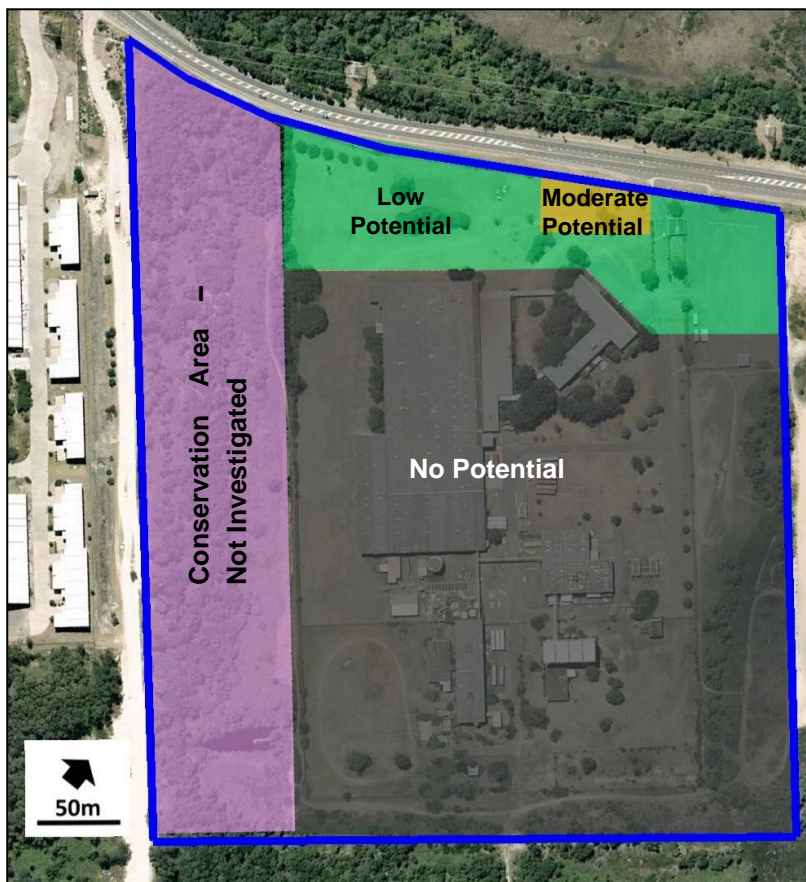 Low
Potential
Moderate
Potential
Conservation Area –
Not Investigated
No Potential
50m